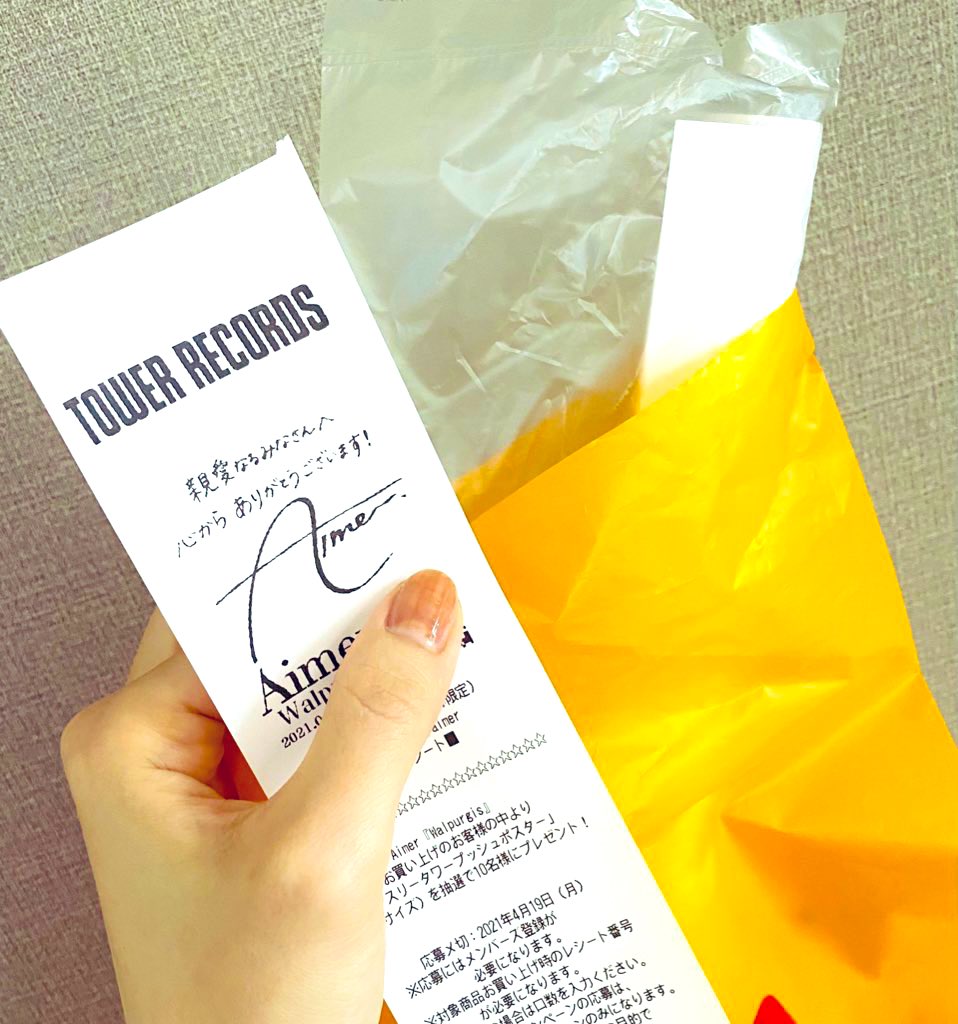 TOWER RECORDS
親愛なるみなさんへ
心から ありがとうございます!
Aimer
Aimer
2021.0
限定)
ainer
ート■
☆☆☆☆☆☆☆☆☆☆☆☆☆☆☆
Aimer『Walpurgis』
お買い上げのお客様の中より
スリータワープッシュポスター」
サイズ)を抽選で10名様にプレゼント!
応募〆切:2021年4月19日(月)
※応募にはメンバース登録が
必要になります。
※対象商品お買い上げ時のレシート番号
が必要になります。
場合は口数を入力ください。
ンペーンの応募は、
ンのみになります。
目的で